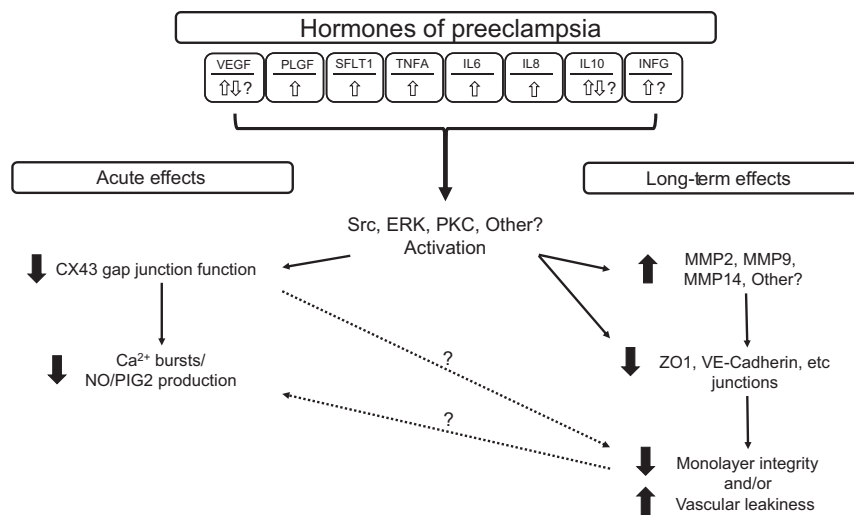 Hormones of preeclampsia
VEGF PLGF SFLT1 TNFA IL6 IL8 IL10 INFG
⇧⇩? ⇧ ⇧ ⇧ ⇧ ⇧ ⇧⇩? ⇧?
Acute effects
Long-term effects
Src, ERK, PKC, Other?
Activation
CX43 gap junction function
MMP2, MMP9,
MMP14, Other?
Ca²⁺ bursts/
NO/PIG2 production
?
ZO1, VE-Cadherin, etc
junctions
?
Monolayer integrity
and/or
Vascular leakiness